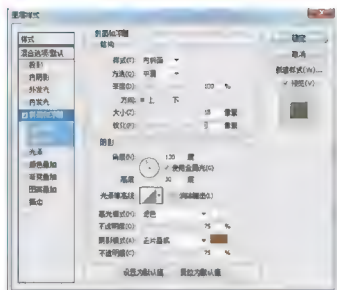 图层样式
样式
混合选项:默认
投影
内阴影
外发光
内发光
斜面和浮雕
光泽
颜色叠加
渐变叠加
图案叠加
描边
斜面和浮雕
结构
样式(T): 内斜面
方法(Q): 平滑
深度(D): 100 %
方向: 上 下
大小(Z): 像素
软化(F): 像素
阴影
角度(N): 120 度
使用全局光(G)
高度: 30 度
光泽等高线: 消除锯齿(L)
高光模式(H): 滤色
不透明度(O): 75 %
阴影模式(A): 正片叠底
不透明度(C): 75 %
设置为默认值 复位为默认值
确定
取消
新建样式(W)...
预览(V)